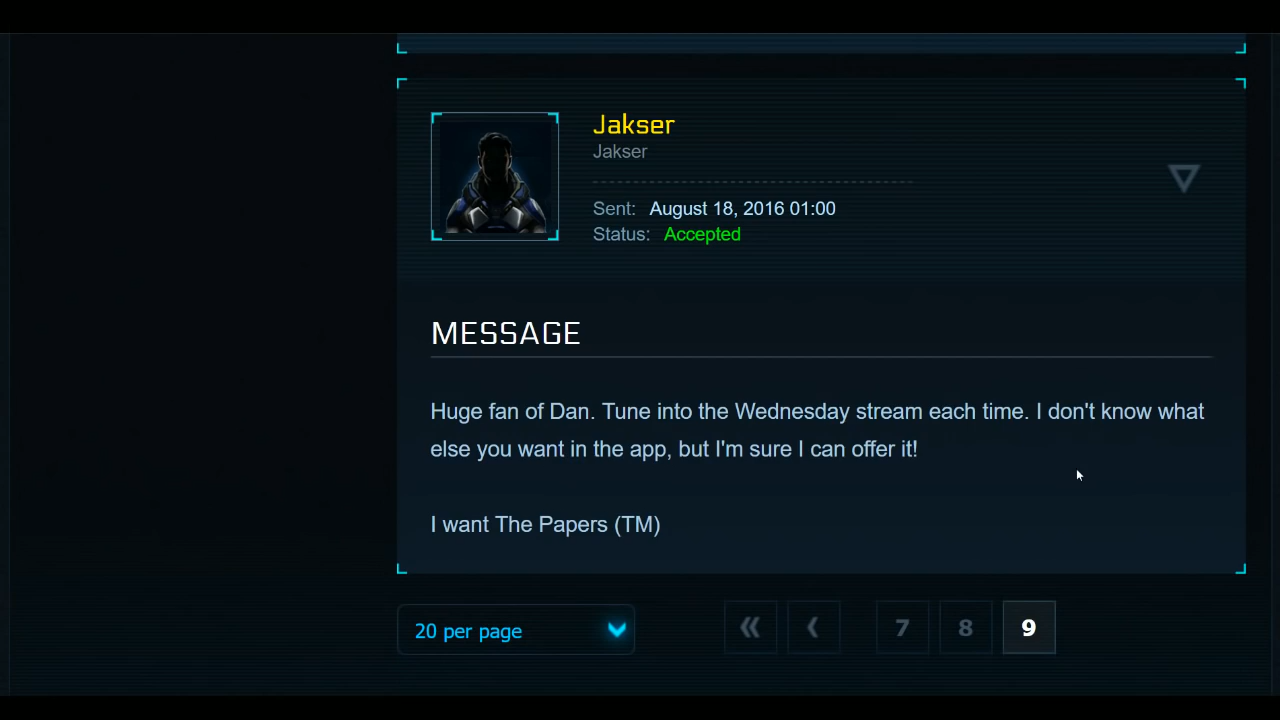 Jakser
Jakser
Sent: August 18, 2016 01:00
Status: Accepted
MESSAGE
Huge fan of Dan. Tune into the Wednesday stream each time. I don't know what
else you want in the app, but I'm sure I can offer it!
I want The Papers (TM)
20 per page
7 8 9